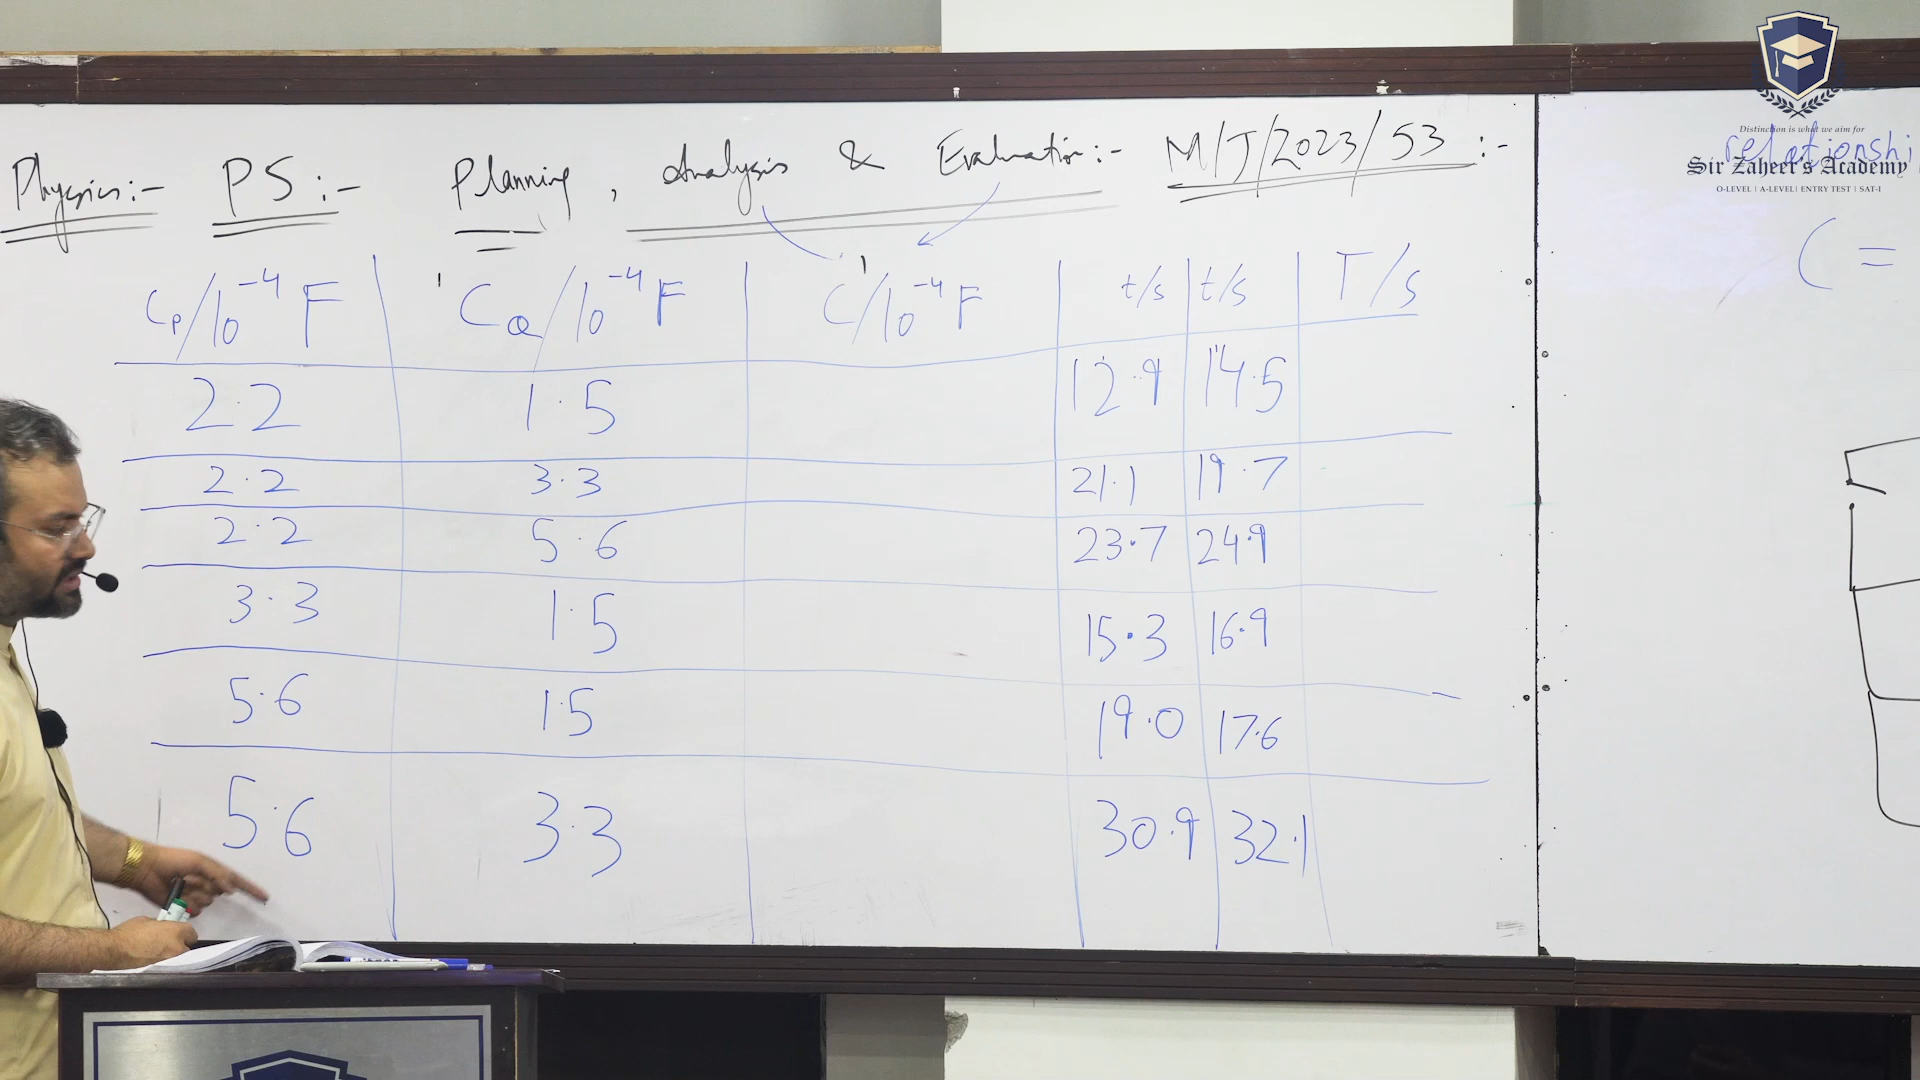 Physics:- P5:- Planning, Analysis & Evaluation:- M/J/2023/53:-
Cp/10⁻⁴ F CQ/10⁻⁴ F C/10⁻⁴ F t/s t/s T/s
2.2 1.5 12.9 14.5
2.2 3.3 21.1 19.7
2.2 5.6 23.7 24.9
3.3 1.5 15.3 16.9
5.6 1.5 19.0 17.6
5.6 3.3 30.9 32.1
relationshi
C =
Distinction is what we aim for
Sir Zaheer's Academy
O-LEVEL | A-LEVEL | ENTRY TEST | SAT-I